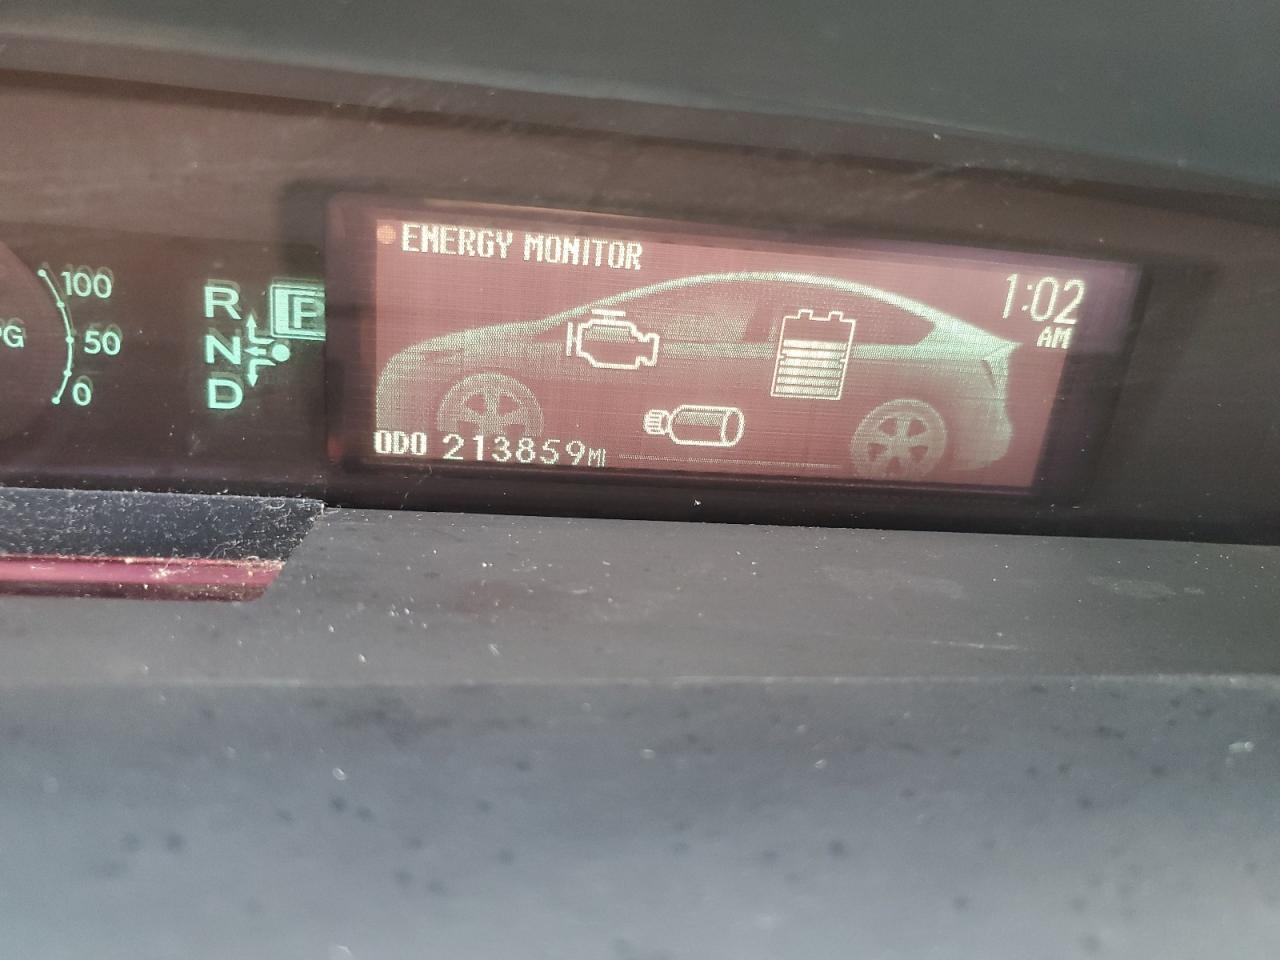 ENERGY MONITOR
1:02
AM
100
50
0
R
N
D
P
ODO 213859MI